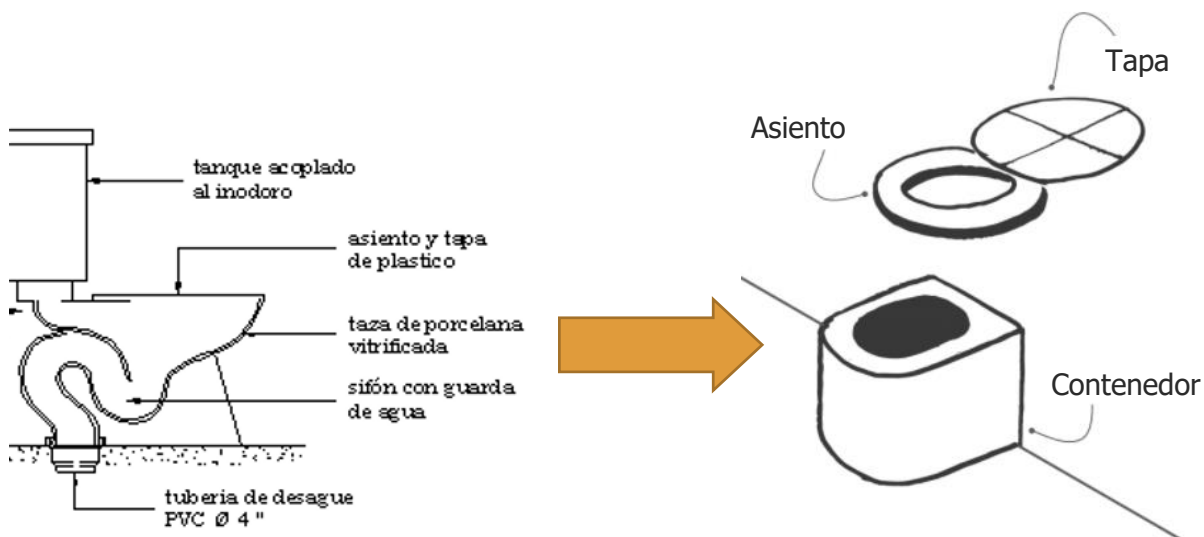 tanque acoplado
al inodoro
asiento y tapa
de plastico
taza de porcelana
vitrificada
sifón con guarda
de agua
tuberia de desague
PVC Ø 4"
Tapa
Asiento
Contenedor